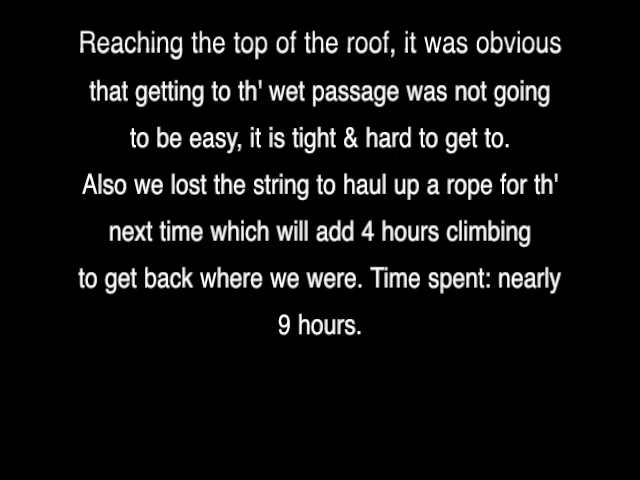 Reaching the top of the roof, it was obvious
that getting to th' wet passage was not going
to be easy, it is tight & hard to get to.
Also we lost the string to haul up a rope for th'
next time which will add 4 hours climbing
to get back where we were. Time spent: nearly
9 hours.